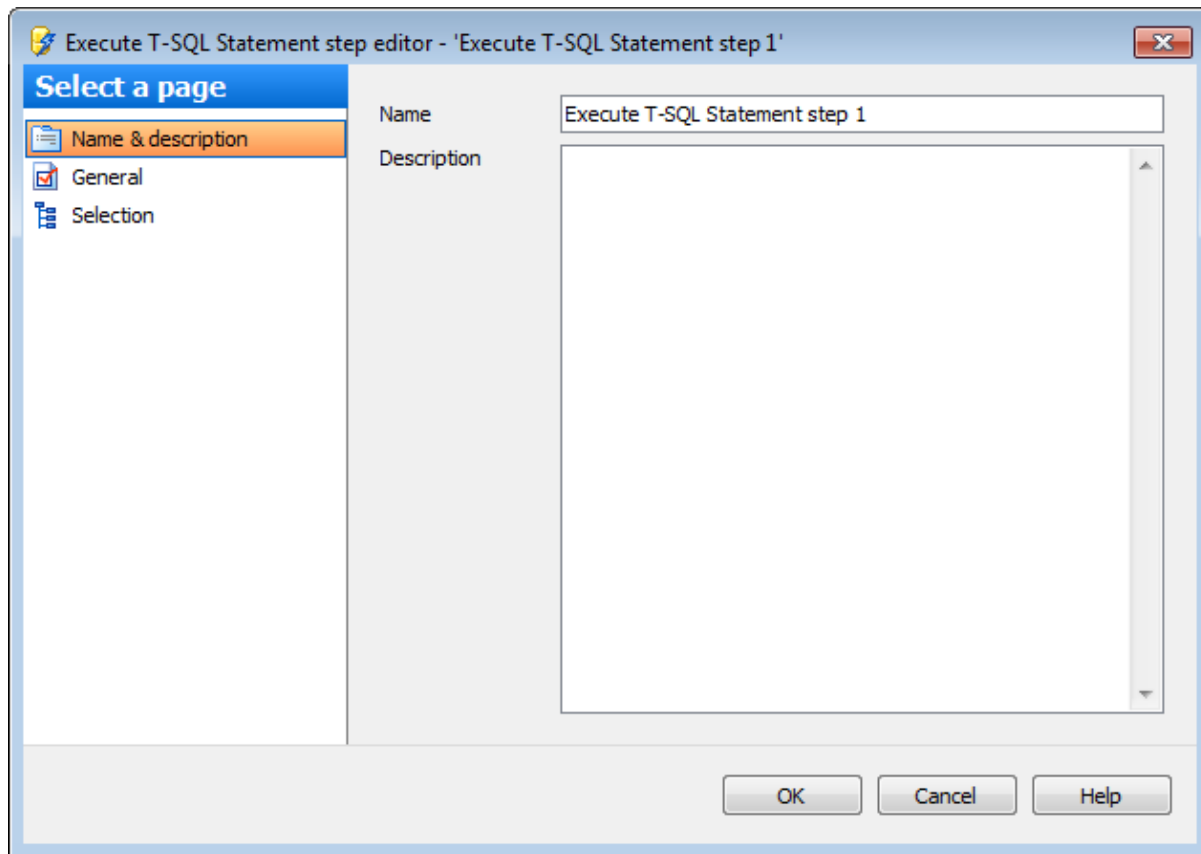 Execute T-SQL Statement step editor - 'Execute T-SQL Statement step 1'
Select a page
Name & description
General
Selection
Name
Execute T-SQL Statement step 1
Description
OK
Cancel
Help